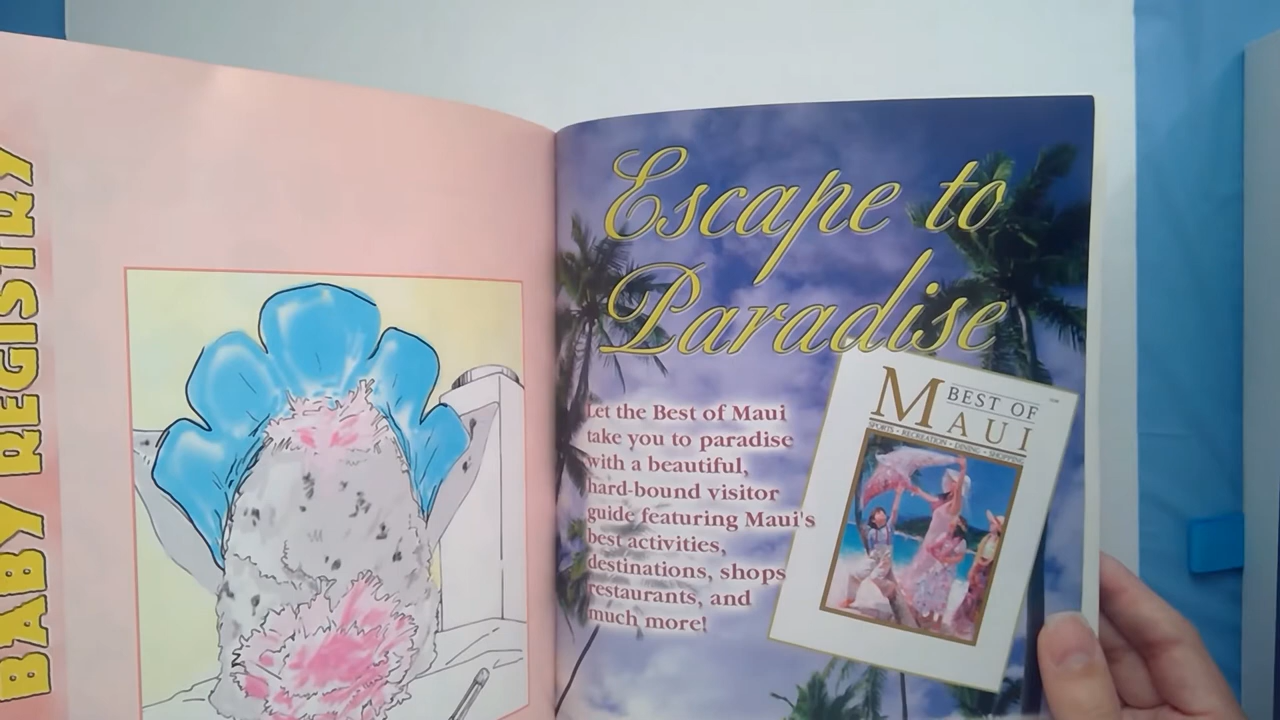 BABY REGISTRY
Escape to
Paradise
Let the Best of Maui
take you to paradise
with a beautiful,
hard-bound visitor
guide featuring Maui's
best activities,
destinations, shops
restaurants, and
much more!
BEST OF
MAUI
SPORTS • RECREATION • DINING • SHOPPING